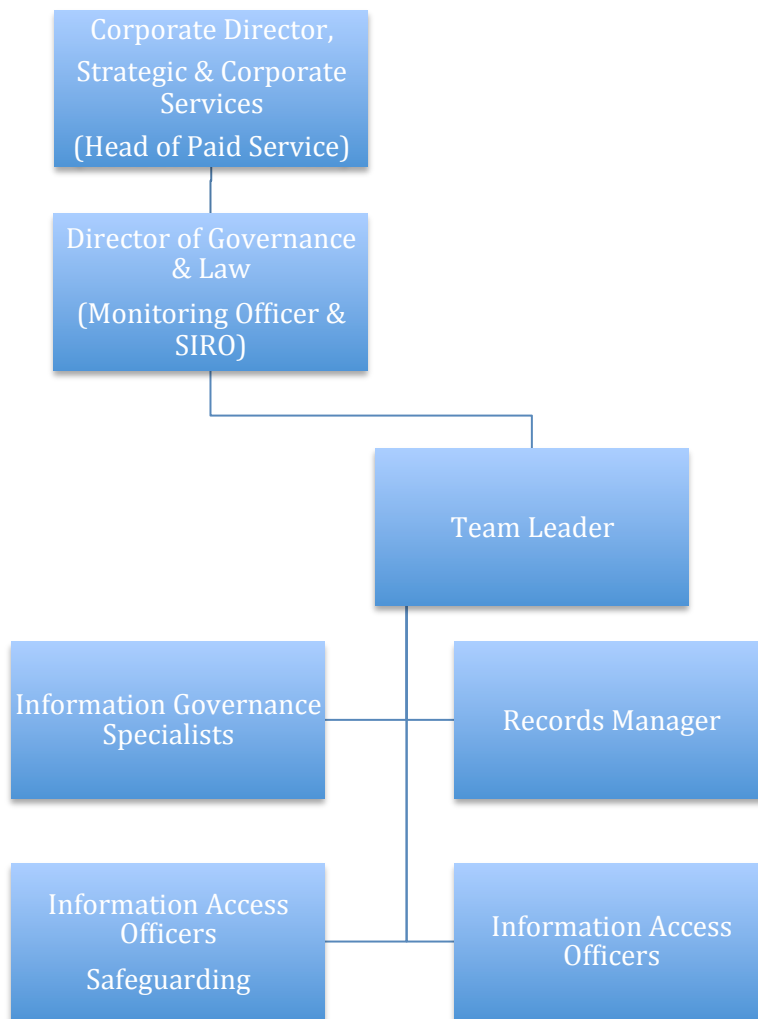 Corporate Director,
Strategic & Corporate
Services
(Head of Paid Service)
Director of Governance
& Law
(Monitoring Officer &
SIRO)
Team Leader
Information Governance
Specialists
Records Manager
Information Access
Officers
Safeguarding
Information Access
Officers